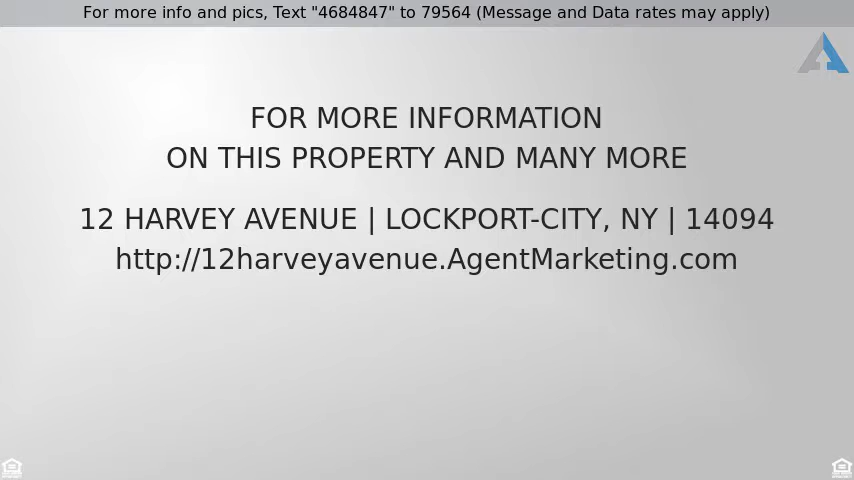 For more info and pics, Text "4684847" to 79564 (Message and Data rates may apply)
FOR MORE INFORMATION
ON THIS PROPERTY AND MANY MORE
12 HARVEY AVENUE | LOCKPORT-CITY, NY | 14094
http://12harveyavenue.AgentMarketing.com